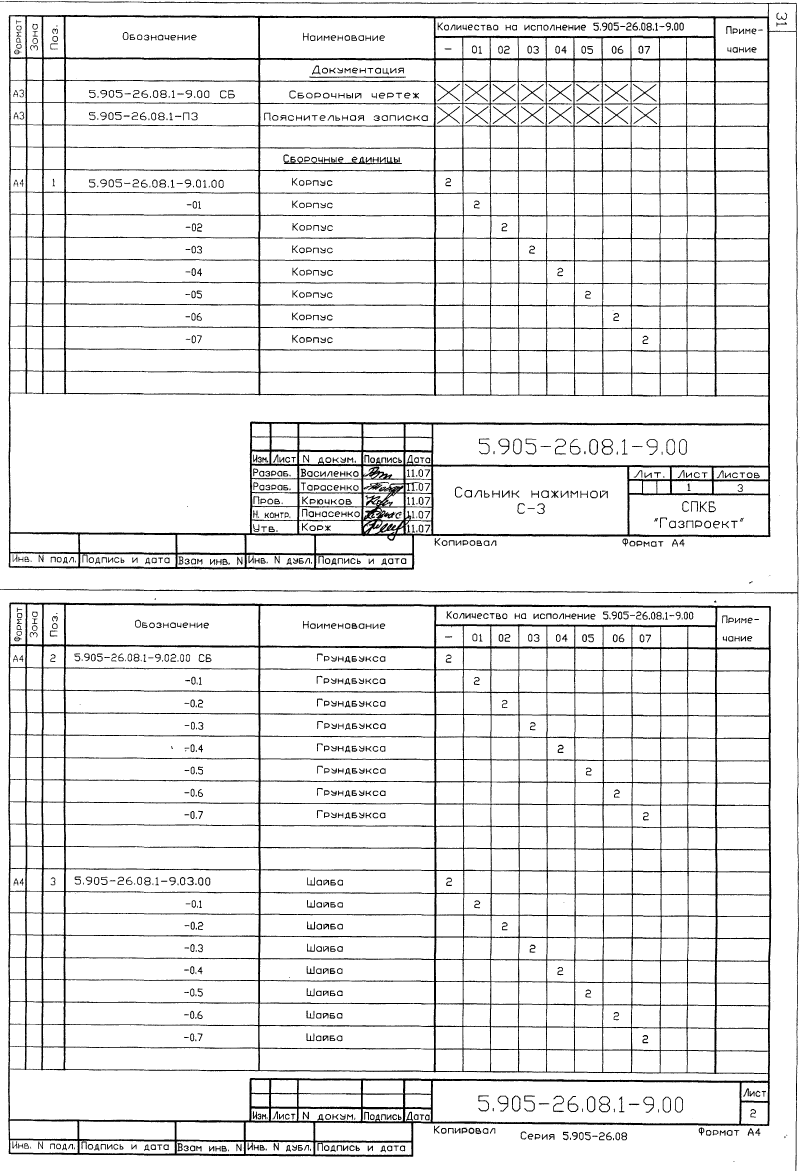 31
Формат Зона Поз. Обозначение Наименование Количество на исполнение 5.905-26.08.1-9.00 Приме-
чание
– 01 02 03 04 05 06 07
Документация
А3 5.905-26.08.1-9.00 СБ Сборочный чертеж
А3 5.905-26.08.1-ПЗ Пояснительная записка
Сборочные единицы
А4 1 5.905-26.08.1-9.01.00 Корпус 2
-01 Корпус 2
-02 Корпус 2
-03 Корпус 2
-04 Корпус 2
-05 Корпус 2
-06 Корпус 2
-07 Корпус 2
5.905-26.08.1-9.00
Изм. Лист N докум. Подпись Дата
Разраб. Василенко 11.07
Разраб. Тарасенко 11.07
Пров. Крючков 11.07
Н. контр. Панасенко 11.07
Утв. Корж 11.07
Сальник нажимной
С-3
Лит. Лист Листов
1 3
СПКБ
"Газпроект"
Копировал Формат А4
Инв. N подл. Подпись и дата Взам инв. N Инв. N дубл. Подпись и дата
Формат Зона Поз. Обозначение Наименование Количество на исполнение 5.905-26.08.1-9.00 Приме-
чание
– 01 02 03 04 05 06 07
А4 2 5.905-26.08.1-9.02.00 СБ Грундбукса 2
-0.1 Грундбукса 2
-0.2 Грундбукса 2
-0.3 Грундбукса 2
-0.4 Грундбукса 2
-0.5 Грундбукса 2
-0.6 Грундбукса 2
-0.7 Грундбукса 2
А4 3 5.905-26.08.1-9.03.00 Шайба 2
-0.1 Шайба 2
-0.2 Шайба 2
-0.3 Шайба 2
-0.4 Шайба 2
-0.5 Шайба 2
-0.6 Шайба 2
-0.7 Шайба 2
Изм. Лист N докум. Подпись Дата
5.905-26.08.1-9.00
Лист
2
Копировал Серия 5.905-26.08 Формат А4
Инв. N подл. Подпись и дата Взам инв. N Инв. N дубл. Подпись и дата